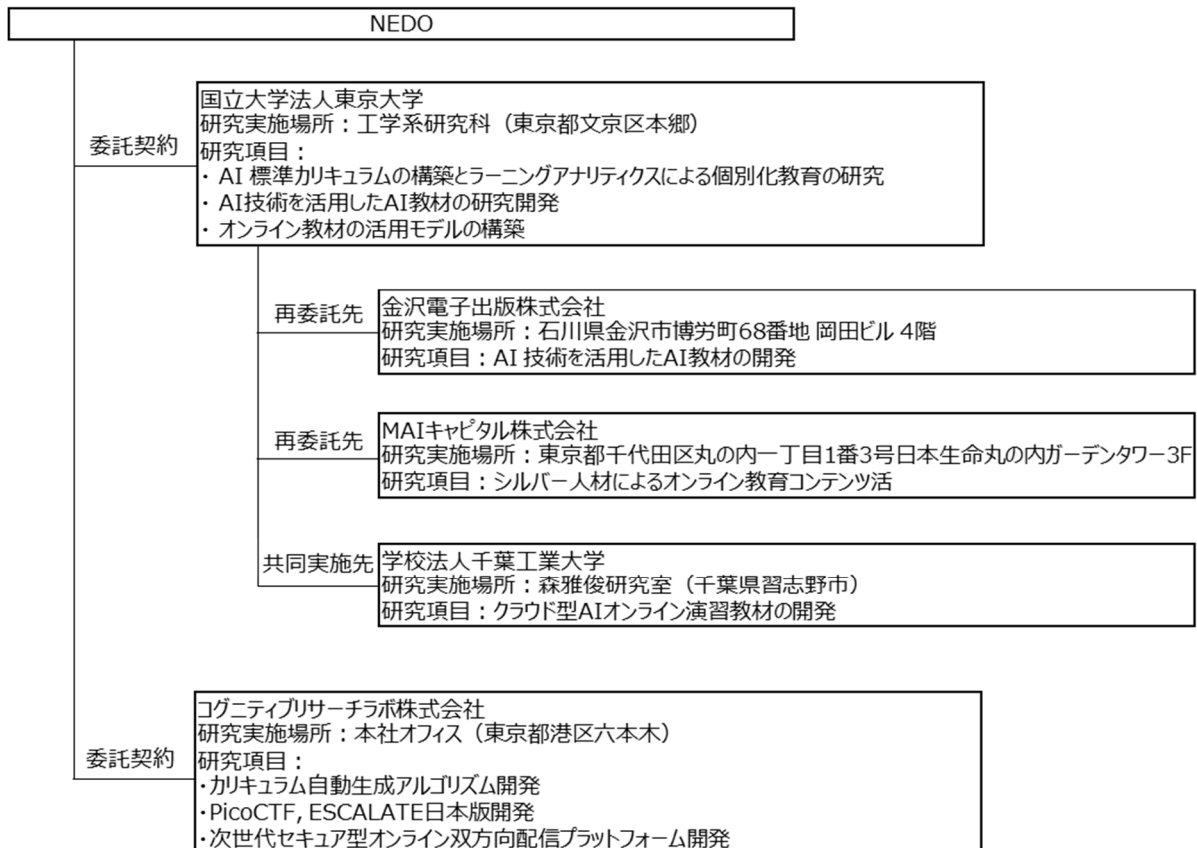 NEDO
委託契約
国立大学法人東京大学
研究実施場所：工学系研究科（東京都文京区本郷）
研究項目：
・ AI 標準カリキュラムの構築とラーニングアナリティクスによる個別化教育の研究
・ AI技術を活用したAI教材の研究開発
・ オンライン教材の活用モデルの構築
再委託先
金沢電子出版株式会社
研究実施場所：石川県金沢市博労町68番地 岡田ビル 4階
研究項目：AI 技術を活用したAI教材の開発
再委託先
MAIキャピタル株式会社
研究実施場所：東京都千代田区丸の内一丁目1番3号日本生命丸の内ガーデンタワー3F
研究項目：シルバー人材によるオンライン教育コンテンツ活
共同実施先
学校法人千葉工業大学
研究実施場所：森雅俊研究室（千葉県習志野市）
研究項目：クラウド型AIオンライン演習教材の開発
委託契約
コグニティブリサーチラボ株式会社
研究実施場所：本社オフィス（東京都港区六本木）
研究項目：
・カリキュラム自動生成アルゴリズム開発
・PicoCTF, ESCALATE日本版開発
・次世代セキュア型オンライン双方向配信プラットフォーム開発